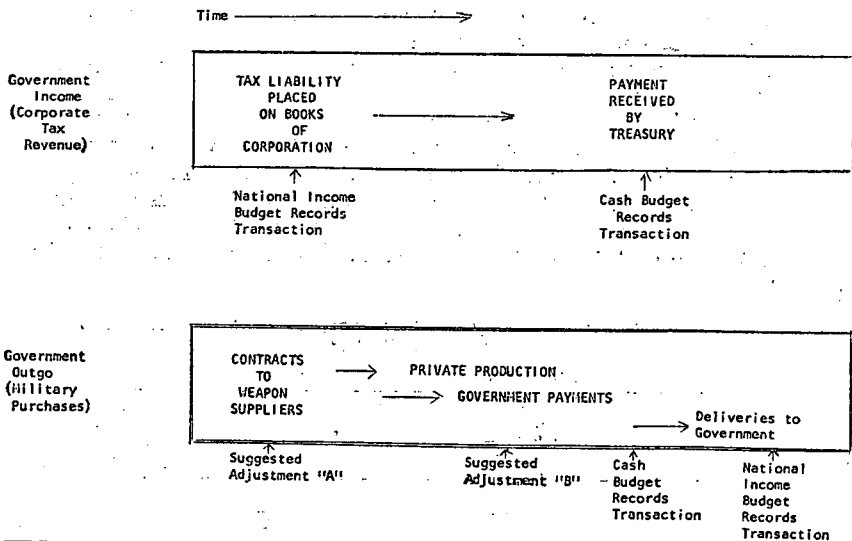 Time
Government
Income
(Corporate
Tax
Revenue)
TAX LIABILITY
PLACED
ON BOOKS
OF
CORPORATION
PAYMENT
RECEIVED
BY
TREASURY
National Income
Budget Records
Transaction
Cash Budget
Records
Transaction
Government
Outgo
(Military
Purchases)
CONTRACTS
TO
WEAPON
SUPPLIERS
PRIVATE PRODUCTION
GOVERNMENT PAYMENTS
Deliveries to
Government
Suggested
Adjustment "A"
Suggested
Adjustment "B"
Cash
Budget
Records
Transaction
National
Income
Budget
Records
Transaction